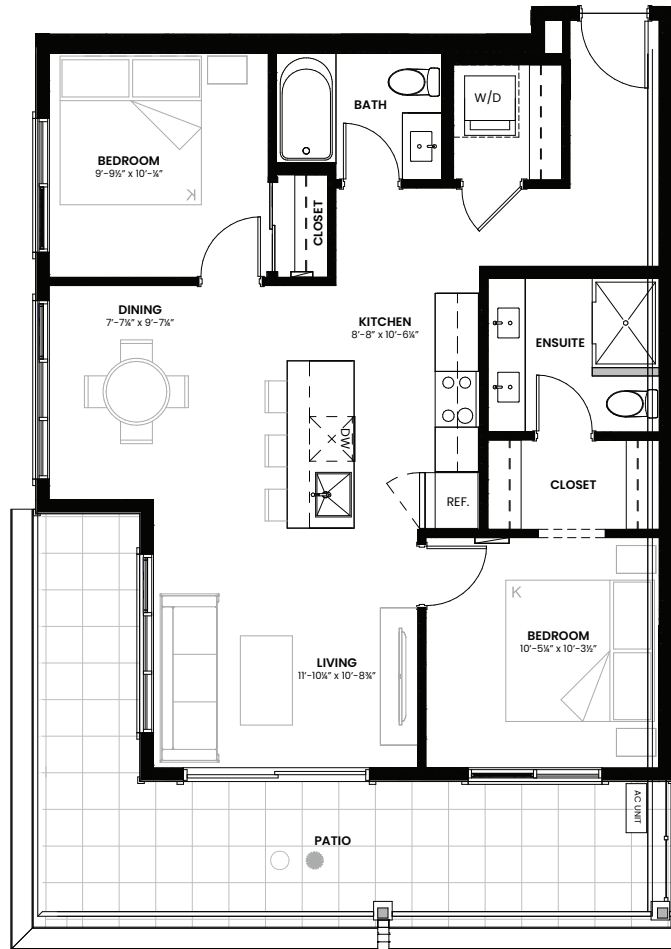 W/D
BATH
BEDROOM
9'-9½" x 10'-¼"
K
CLOSET
DINING
7'-7¼" x 9'-7¼"
KITCHEN
8'-8" x 10'-6¼"
ENSUITE
DW
REF.
CLOSET
K
BEDROOM
10'-5¼" x 10'-3½"
LIVING
11'-10¼" x 10'-8¾"
AC UNIT
PATIO